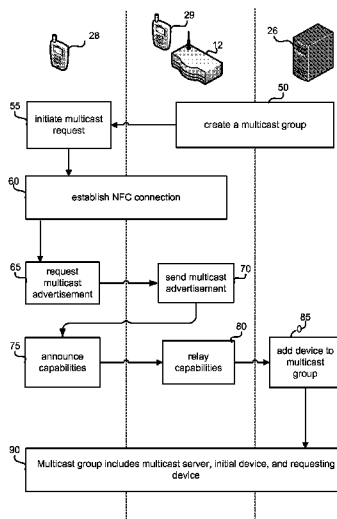 28
29
12
26
55
initiate multicast
request
50
create a multicast group
60
establish NFC connection
65
request
multicast
advertisement
70
send multicast
advertisement
75
announce
capabilities
80
relay
capabilities
85
add device to
multicast
group
90
Multicast group includes multicast server, initial device, and requesting
device